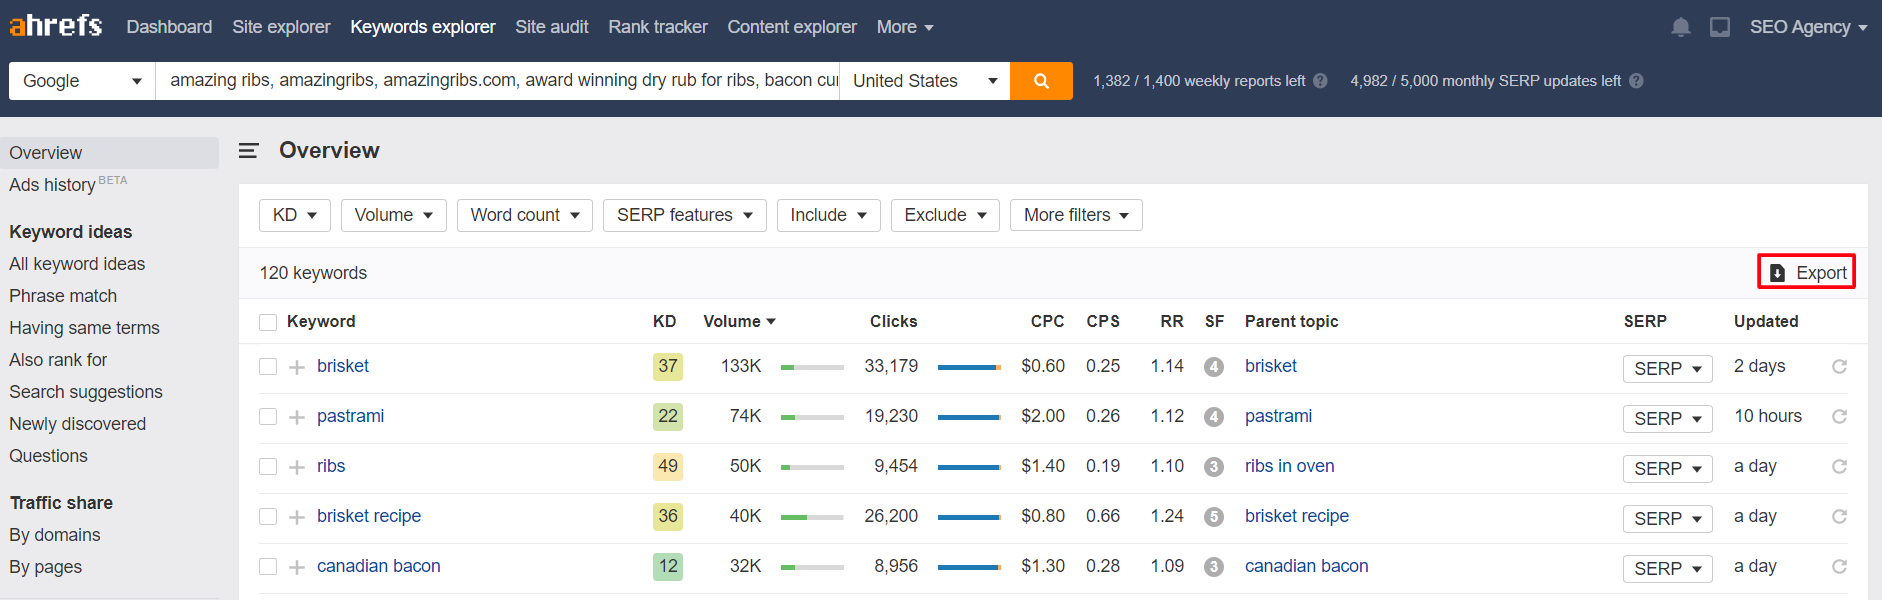 ahrefs Dashboard Site explorer Keywords explorer Site audit Rank tracker Content explorer More SEO Agency
Google amazing ribs, amazingribs, amazingribs.com, award winning dry rub for ribs, bacon cu United States 1,382 / 1,400 weekly reports left ? 4,982 / 5,000 monthly SERP updates left ?
Overview
Ads history BETA
Keyword ideas
All keyword ideas
Phrase match
Having same terms
Also rank for
Search suggestions
Newly discovered
Questions
Traffic share
By domains
By pages
Overview
KD Volume Word count SERP features Include Exclude More filters
120 keywords Export
Keyword KD Volume Clicks CPC CPS RR SF Parent topic SERP Updated
brisket 37 133K 33,179 $0.60 0.25 1.14 4 brisket SERP 2 days
pastrami 22 74K 19,230 $2.00 0.26 1.12 4 pastrami SERP 10 hours
ribs 49 50K 9,454 $1.40 0.19 1.10 3 ribs in oven SERP a day
brisket recipe 36 40K 26,200 $0.80 0.66 1.24 5 brisket recipe SERP a day
canadian bacon 12 32K 8,956 $1.30 0.28 1.09 3 canadian bacon SERP a day